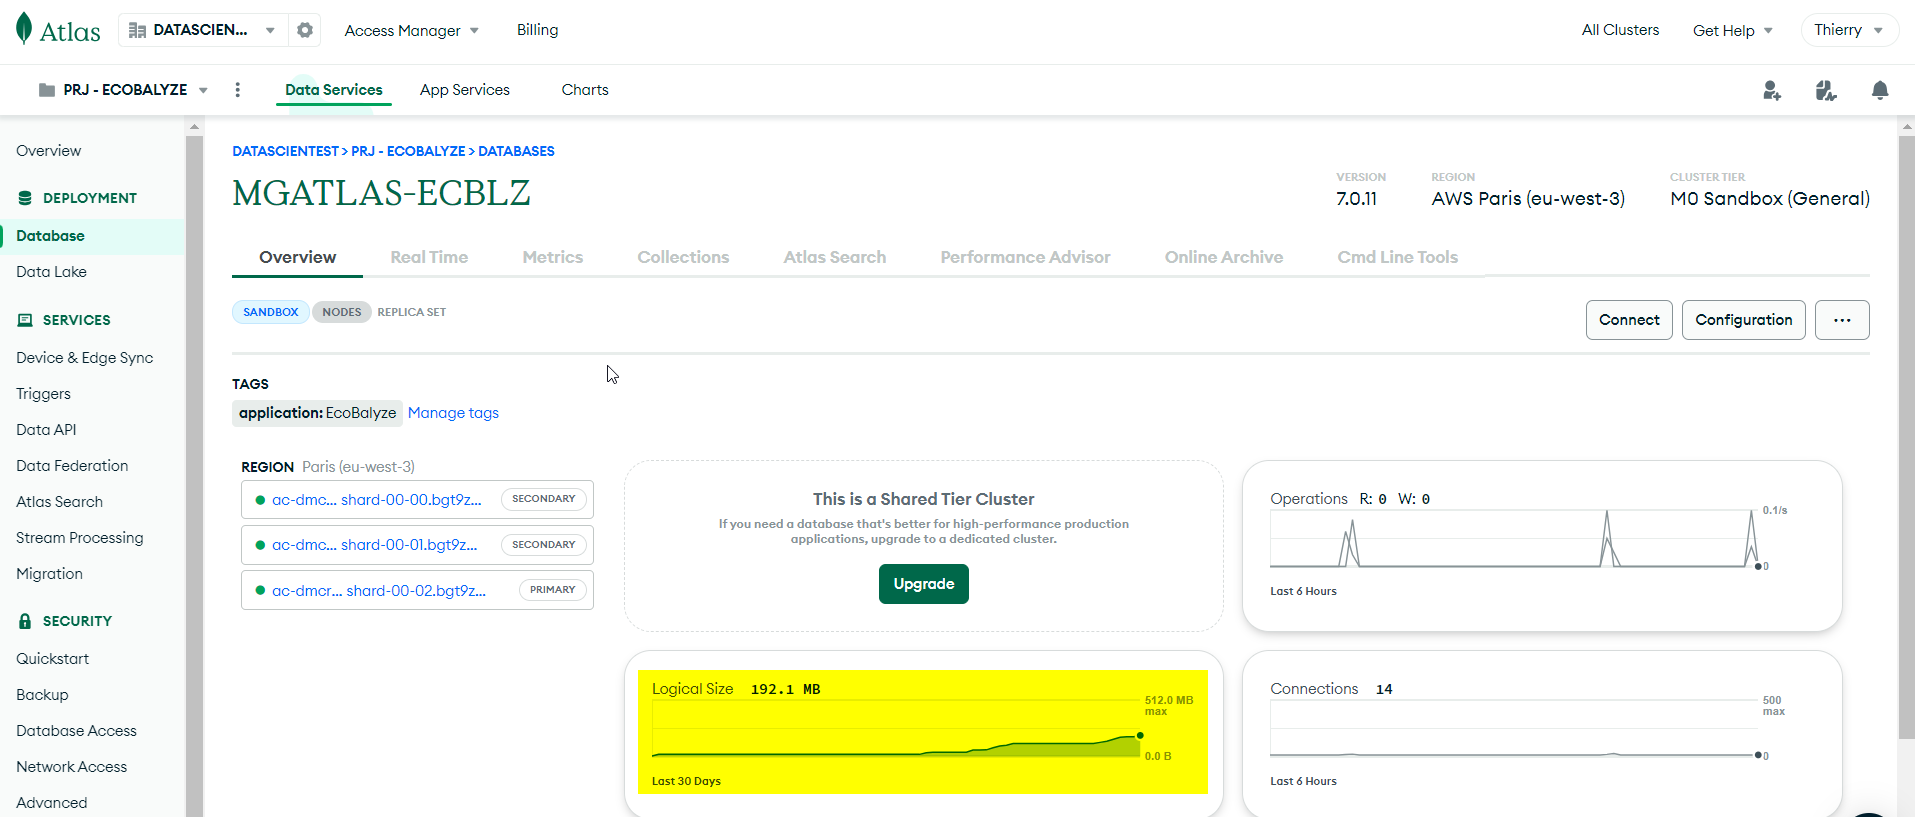 Atlas
DATASCIEN...
Access Manager
Billing
All Clusters
Get Help
Thierry
PRJ - ECOBALYZE
Data Services
App Services
Charts
Overview
DEPLOYMENT
Database
Data Lake
SERVICES
Device & Edge Sync
Triggers
Data API
Data Federation
Atlas Search
Stream Processing
Migration
SECURITY
Quickstart
Backup
Database Access
Network Access
Advanced
DATASCIENTEST > PRJ - ECOBALYZE > DATABASES
MGATLAS-ECBLZ
VERSION
7.0.11
REGION
AWS Paris (eu-west-3)
CLUSTER TIER
M0 Sandbox (General)
Overview
Real Time
Metrics
Collections
Atlas Search
Performance Advisor
Online Archive
Cmd Line Tools
SANDBOX
NODES
REPLICA SET
Connect
Configuration
...
TAGS
application: EcoBalyze
Manage tags
REGION Paris (eu-west-3)
ac-dmc... shard-00-00.bgt9z...
SECONDARY
ac-dmc... shard-00-01.bgt9z...
SECONDARY
ac-dmcr... shard-00-02.bgt9z...
PRIMARY
This is a Shared Tier Cluster
If you need a database that's better for high-performance production
applications, upgrade to a dedicated cluster.
Upgrade
Operations R: 0 W: 0
0.1/s
0
Last 6 Hours
Logical Size 192.1 MB
512.0 MB
max
0.0 B
Last 30 Days
Connections 14
500
max
0
Last 6 Hours